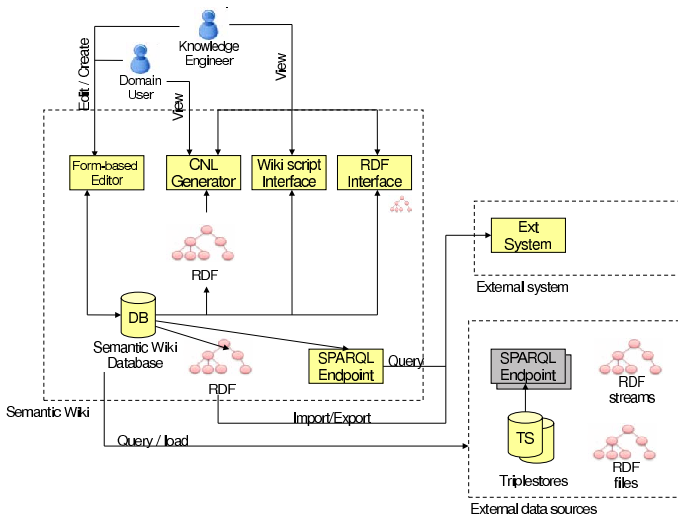 Knowledge
Engineer
Domain
User
Edit / Create
View
View
Form-based
Editor
CNL
Generator
Wiki script
Interface
RDF
Interface
RDF
Ext
System
External system
DB
Semantic Wiki
Database
RDF
SPARQL
Endpoint
Query
SPARQL
Endpoint
RDF
streams
Semantic Wiki
Import/Export
Query / load
TS
Triplestores
RDF
files
External data sources